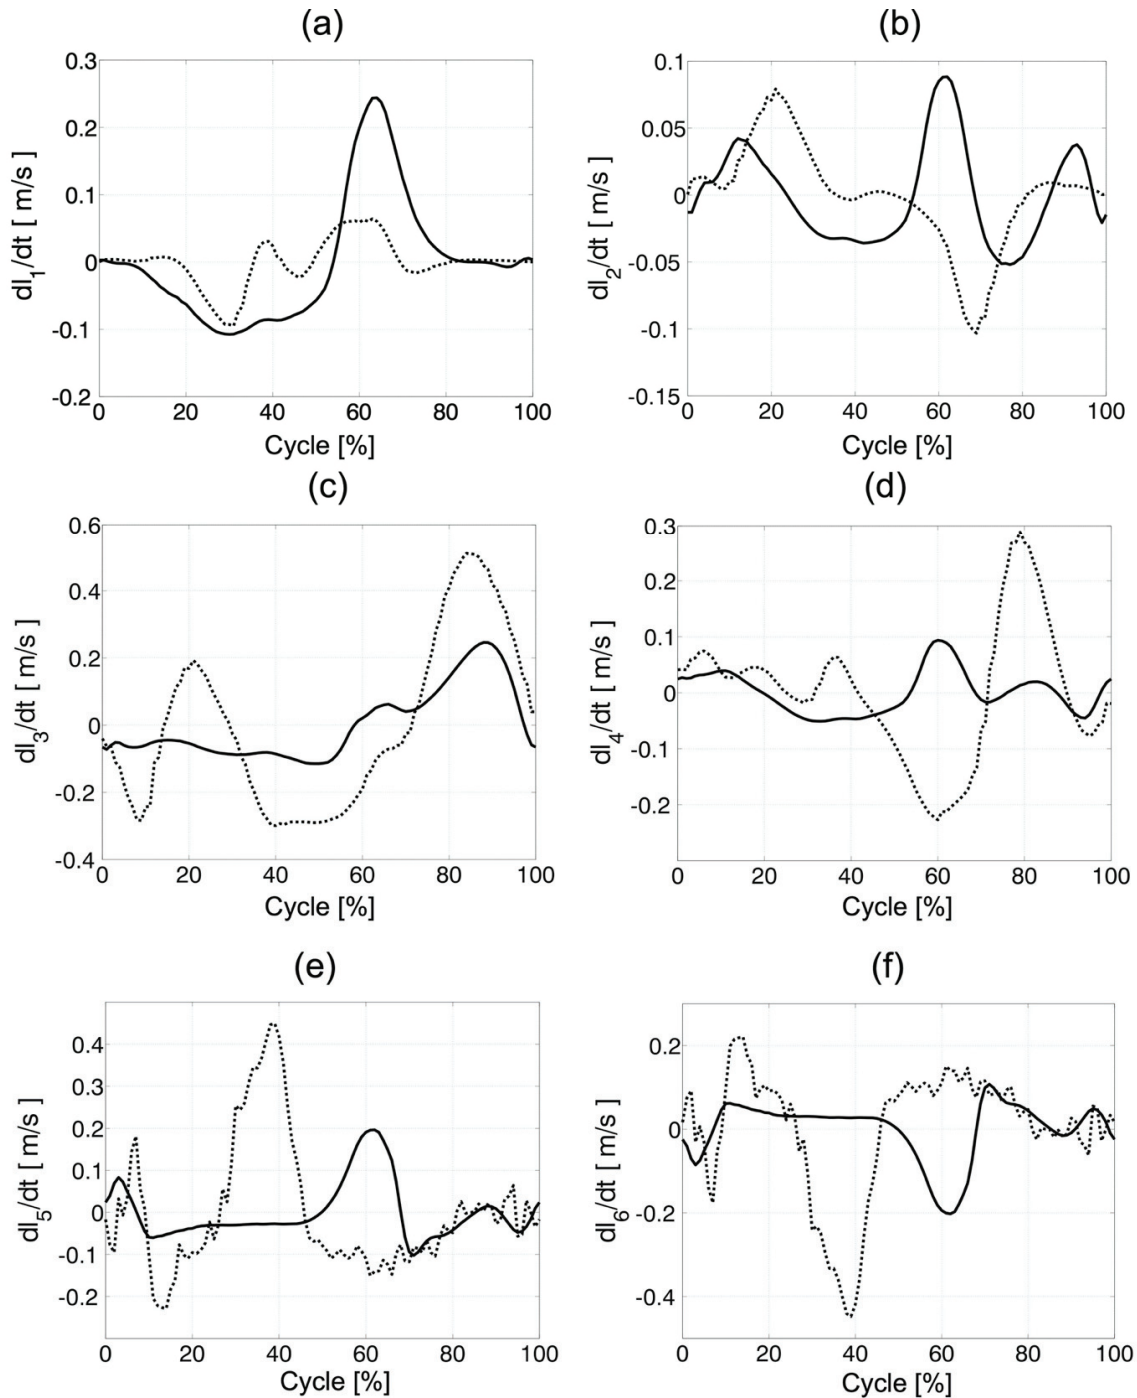 (a)
0.3
0.2
0.1
0
-0.1
-0.2
dl1/dt [ m/s ]
0 20 40 60 80 100
Cycle [%]
(b)
0.1
0.05
0
-0.05
-0.1
-0.15
dl2/dt [ m/s ]
0 20 40 60 80 100
Cycle [%]
(c)
0.6
0.4
0.2
0
-0.2
-0.4
dl3/dt [ m/s ]
0 20 40 60 80 100
Cycle [%]
(d)
0.3
0.2
0.1
0
-0.1
-0.2
dl4/dt [ m/s ]
0 20 40 60 80 100
Cycle [%]
(e)
0.4
0.3
0.2
0.1
0
-0.1
-0.2
dl5/dt [ m/s ]
0 20 40 60 80 100
Cycle [%]
(f)
0.2
0
-0.2
-0.4
dl6/dt [ m/s ]
0 20 40 60 80 100
Cycle [%]